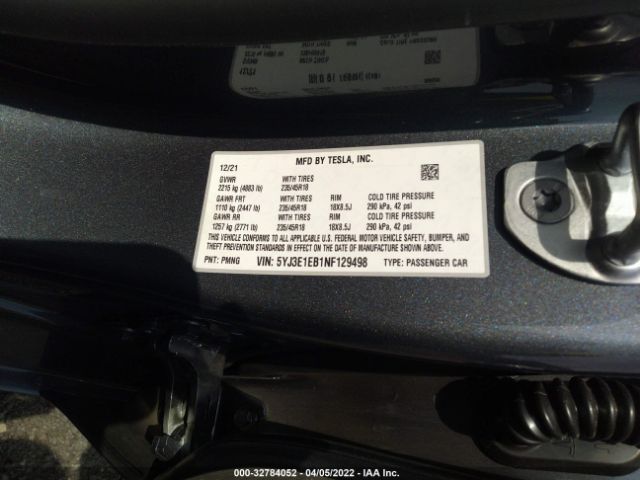 12/21 MFD BY TESLA, INC.
GVWR WITH TIRES
2215 kg (4883 lb) 235/45R18
GAWR FRT WITH TIRES RIM COLD TIRE PRESSURE
1110 kg (2447 lb) 235/45R18 18X8.5J 290 kPa, 42 psi
GAWR RR WITH TIRES RIM COLD TIRE PRESSURE
1257 kg (2771 lb) 235/45R18 18X8.5J 290 kPa, 42 psi
THIS VEHICLE CONFORMS TO ALL APPLICABLE U.S. FEDERAL MOTOR VEHICLE SAFETY, BUMPER, AND
THEFT PREVENTION STANDARDS IN EFFECT ON THE DATE OF MANUFACTURE SHOWN ABOVE.
PNT: PMNG VIN: 5YJ3E1EB1NF129498 TYPE: PASSENGER CAR
000-32784052 - 04/05/2022 - IAA Inc.